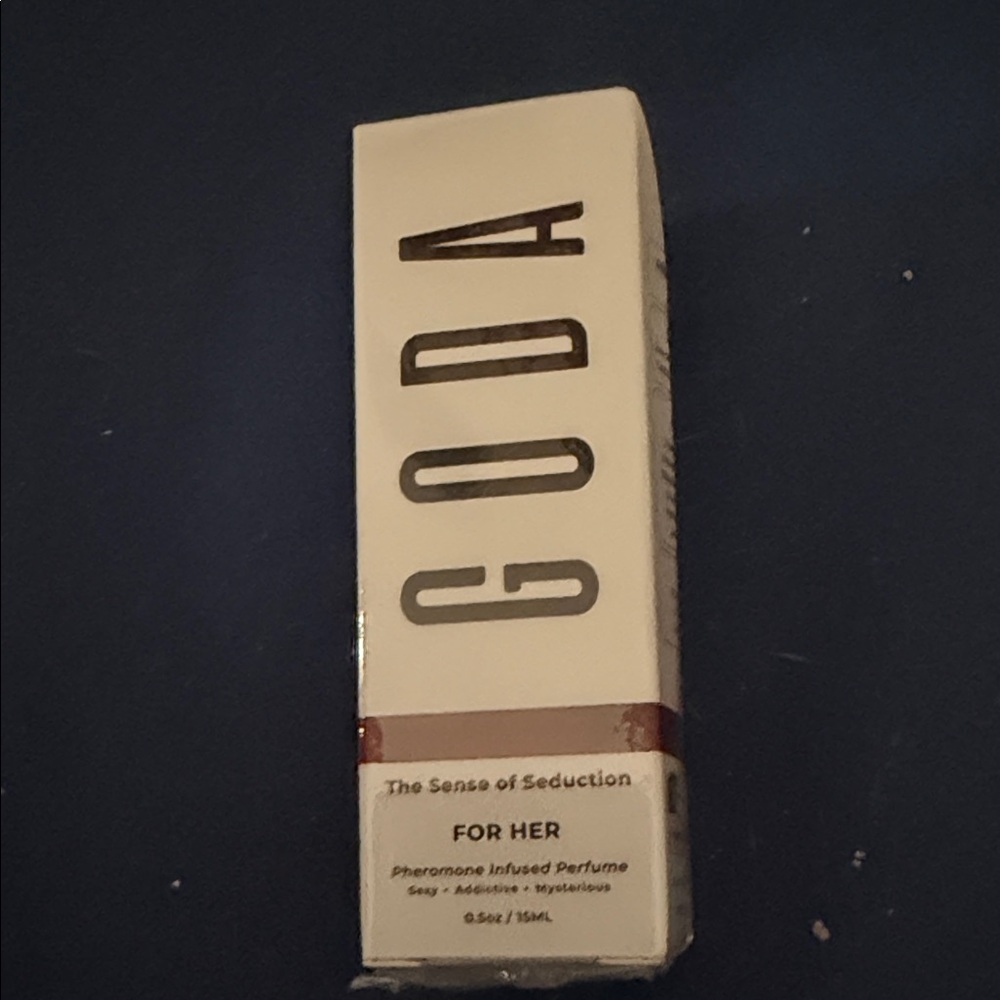 GODA
The Sense of Seduction
FOR HER
Pheromone Infused Perfume
Sexy - Addictive - Mysterious
0.5oz / 15ML